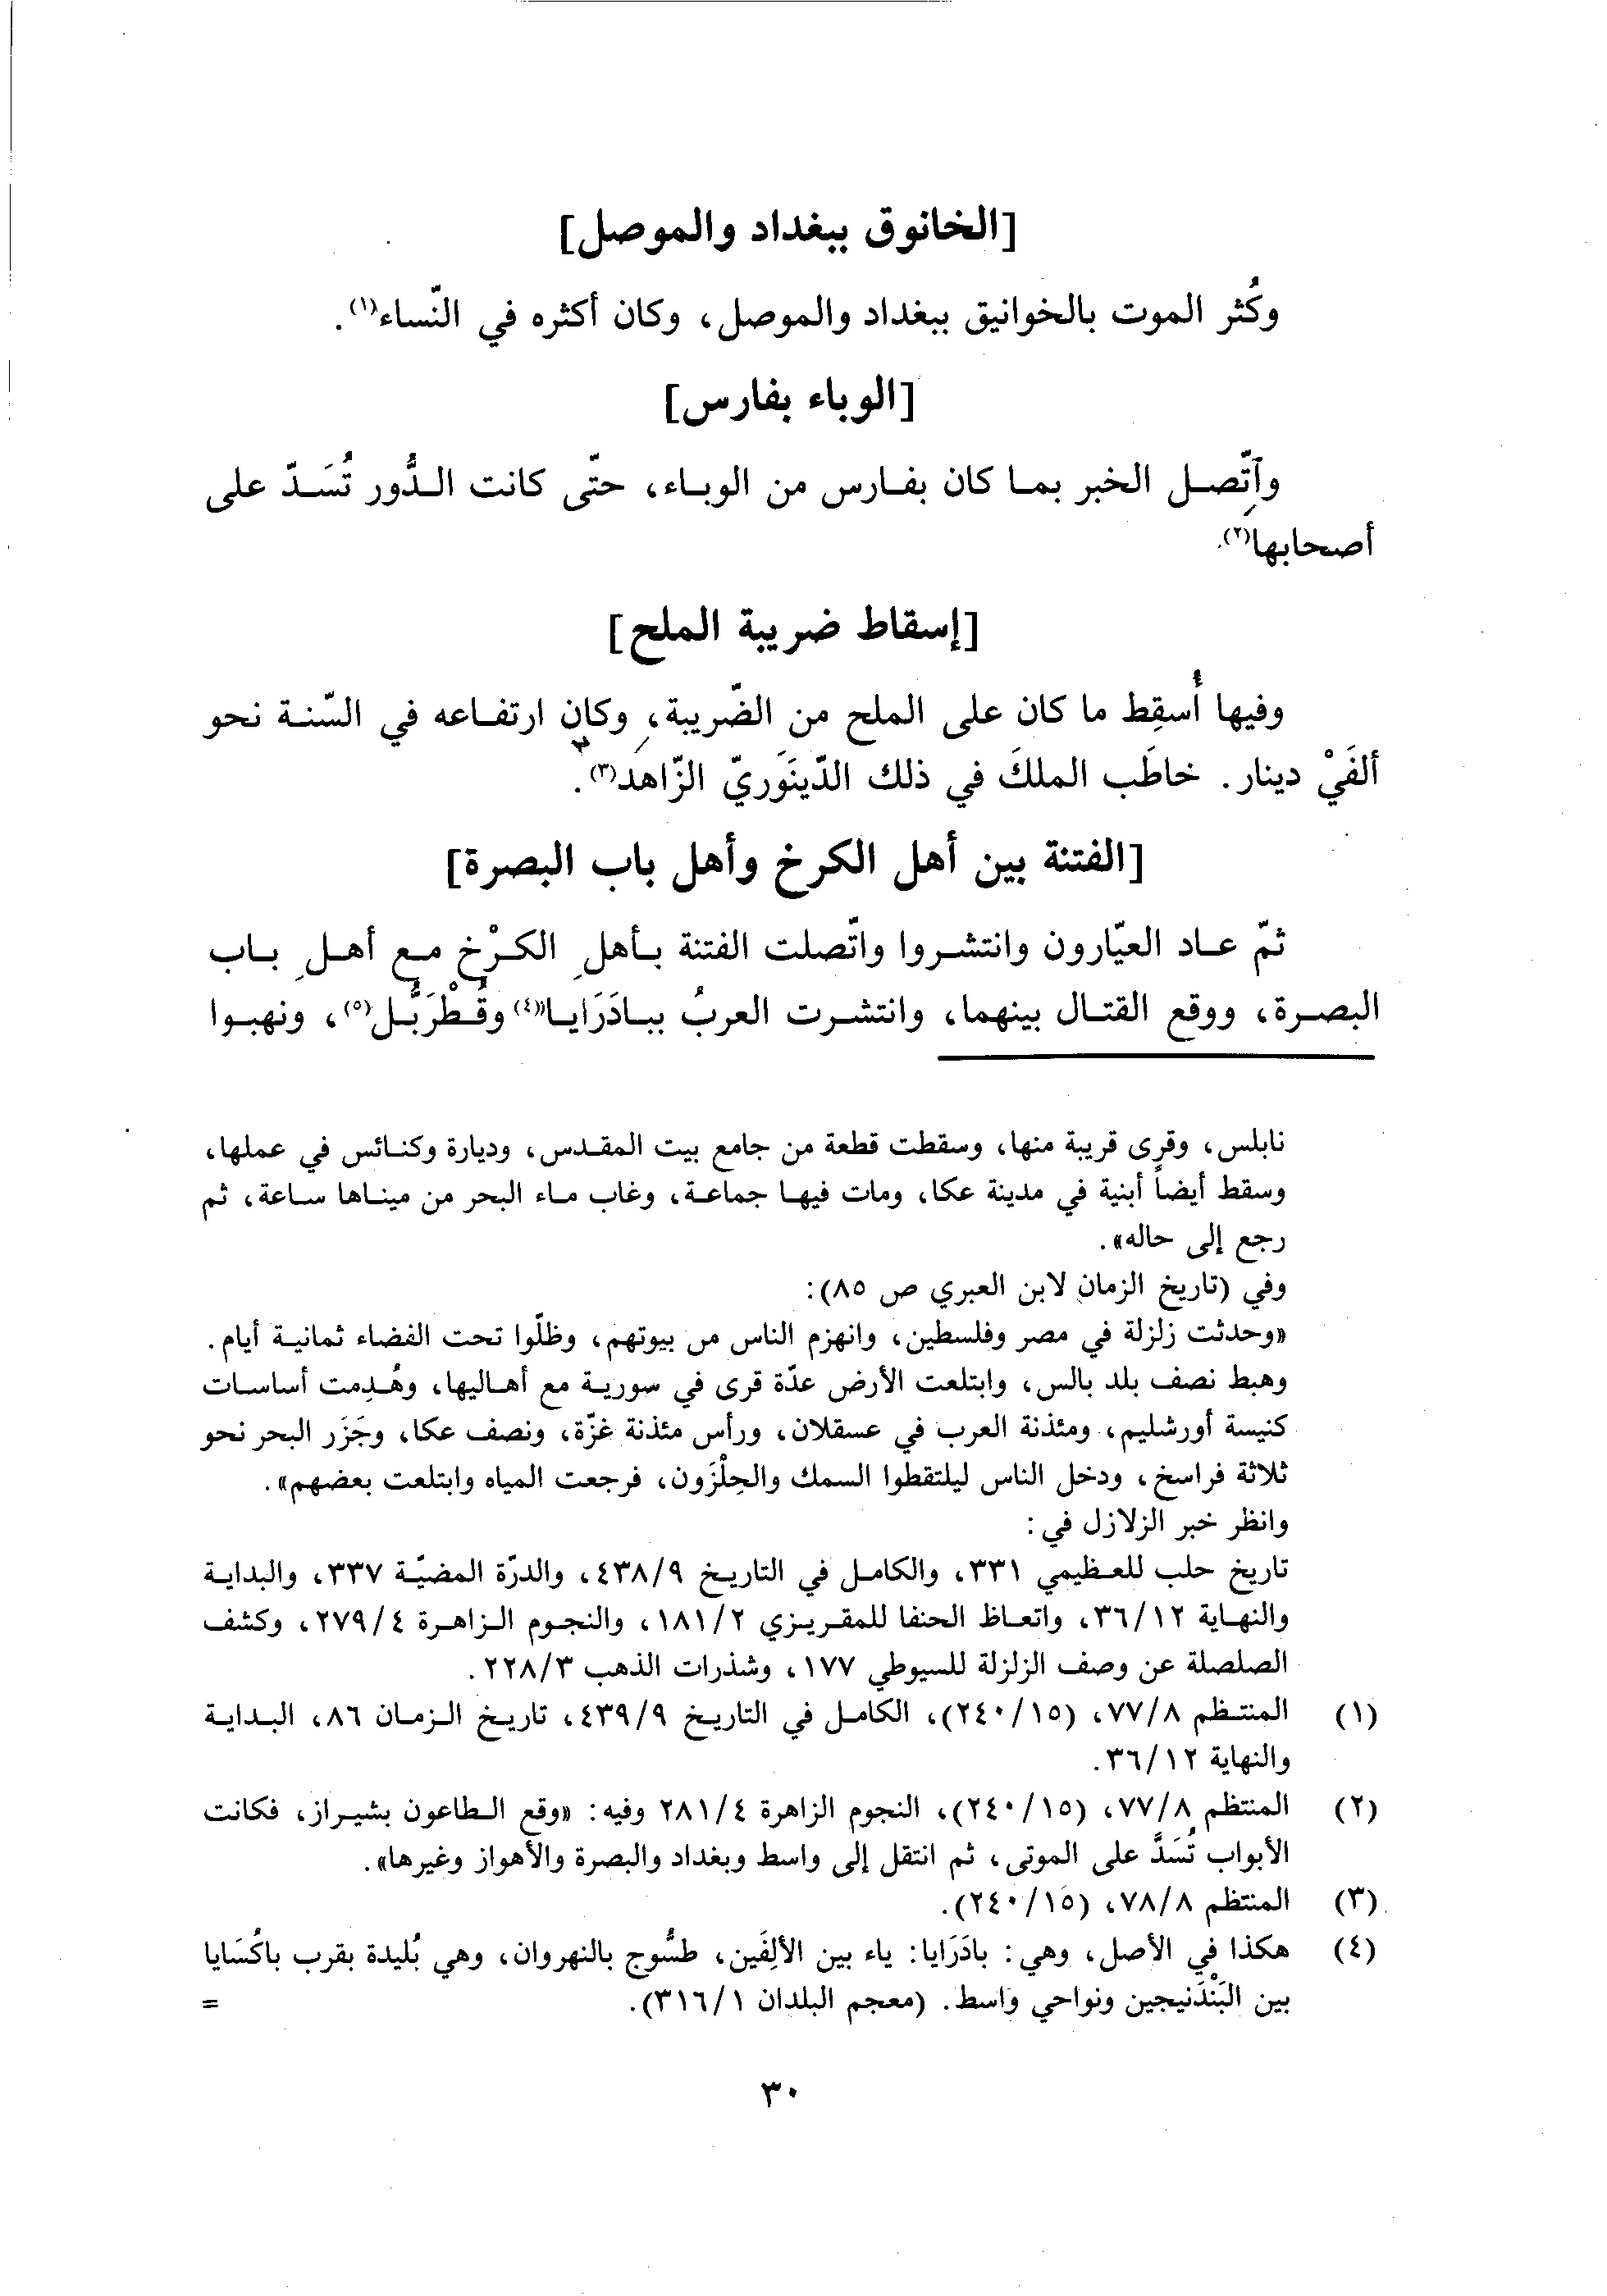 [الخانوق ببغداد والموصل]
وكُثر الموت بالخوانيق ببغداد والموصل، وكان أكثره في النّساء(١).
[الوباء بفارس]
وٱتّصل الخبر بما كان بفارس من الوباء، حتّى كانت الدُّور تُسَدّ على
أصحابها(٢).
[إسقاط ضريبة الملح]
وفيها أُسقِط ما كان على الملح من الضّريبة، وكان ارتفاعه في السّنة نحو
ألفَيْ دينار. خاطَب الملكَ في ذلك الدّينَوريّ الزّاهد(٣).
[الفتنة بين أهل الكرخ وأهل باب البصرة]
ثمّ عاد العيّارون وانتشروا واتّصلت الفتنة بأهلِ الكرْخ مع أهلِ باب
البصرة، ووقع القتال بينهما، وانتشرت العربُ ببادَرَايا«(٤) وقُطْرَبُّل(٥)، ونهبوا
نابلس، وقرى قريبة منها، وسقطت قطعة من جامع بيت المقدس، وديارة وكنائس في عملها،
وسقط أيضاً أبنية في مدينة عكا، ومات فيها جماعة، وغاب ماء البحر من ميناها ساعة، ثم
رجع إلى حاله».
وفي (تاريخ الزمان لابن العبري ص ٨٥):
«وحدثت زلزلة في مصر وفلسطين، وانهزم الناس من بيوتهم، وظلّوا تحت الفضاء ثمانية أيام.
وهبط نصف بلد بالس، وابتلعت الأرض عدّة قرى في سورية مع أهاليها، وهُدِمت أساسات
كنيسة أورشليم، ومئذنة العرب في عسقلان، ورأس مئذنة غزّة، ونصف عكا، وجَزَر البحر نحو
ثلاثة فراسخ، ودخل الناس ليلتقطوا السمك والحِلْزَون، فرجعت المياه وابتلعت بعضهم».
وانظر خبر الزلازل في:
تاريخ حلب للعظيمي ٣٣١، والكامل في التاريخ ٤٣٨/٩، والدرّة المضيّة ٣٣٧، والبداية
والنهاية ٣٦/١٢، واتعاظ الحنفا للمقريزي ١٨١/٢، والنجوم الزاهرة ٢٧٩/٤، وكشف
الصلصلة عن وصف الزلزلة للسيوطي ١٧٧، وشذرات الذهب ٢٢٨/٣.
(١) المنتظم ٧٧/٨، (٢٤٠/١٥)، الكامل في التاريخ ٤٣٩/٩، تاريخ الزمان ٨٦، البداية
والنهاية ٣٦/١٢.
(٢) المنتظم ٧٧/٨، (٢٤٠/١٥)، النجوم الزاهرة ٢٨١/٤ وفيه: «وقع الطاعون بشيراز، فكانت
الأبواب تُسَدَّ على الموتى، ثم انتقل إلى واسط وبغداد والبصرة والأهواز وغيرها».
(٣) المنتظم ٧٨/٨، (٢٤٠/١٥).
(٤) هكذا في الأصل، وهي: بادَرَايا: ياء بين الألِفَين، طسُّوج بالنهروان، وهي بُليدة بقرب باكُسَايا
بين البَنْدَنيجين ونواحي واسط. (معجم البلدان ٣١٦/١). =
٣٠